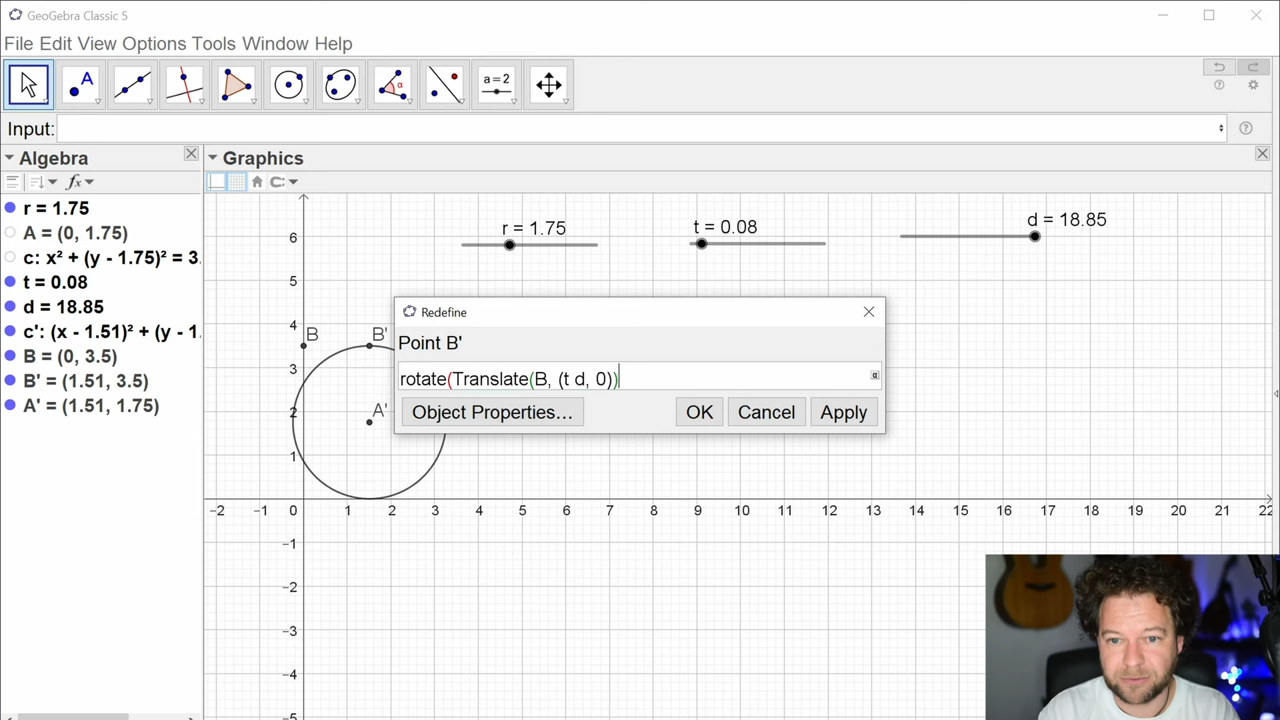 GeoGebra Classic 5
File Edit View Options Tools Window Help
A
α
a=2
Input:
Algebra
Graphics
fx
r = 1.75
A = (0, 1.75)
c: x² + (y - 1.75)² = 3.
t = 0.08
d = 18.85
c': (x - 1.51)² + (y - 1.
B = (0, 3.5)
B' = (1.51, 3.5)
A' = (1.51, 1.75)
r = 1.75
t = 0.08
d = 18.85
Redefine
Point B'
rotate(Translate(B, (t d, 0))
α
Object Properties…
OK
Cancel
Apply
B
B'
A'
6
5
4
3
2
1
−2 −1 0 1 2 3 4 5 6 7 8 9 10 11 12 13 14 15 16 17 18 19 20 21 22
−1
−2
−3
−4
−5